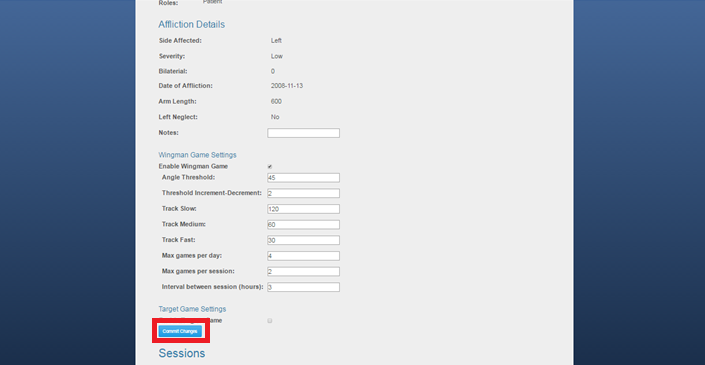 Roles: Patient
Affliction Details
Side Affected: Left
Severity: Low
Bilaterial: 0
Date of Affliction: 2008-11-13
Arm Length: 600
Left Neglect: No
Notes:
Wingman Game Settings
Enable Wingman Game
Angle Threshold: 45
Threshold Increment-Decrement: 2
Track Slow: 120
Track Medium: 60
Track Fast: 30
Max games per day: 4
Max games per session: 2
Interval between session (hours): 3
Target Game Settings
Commit Changes
Sessions